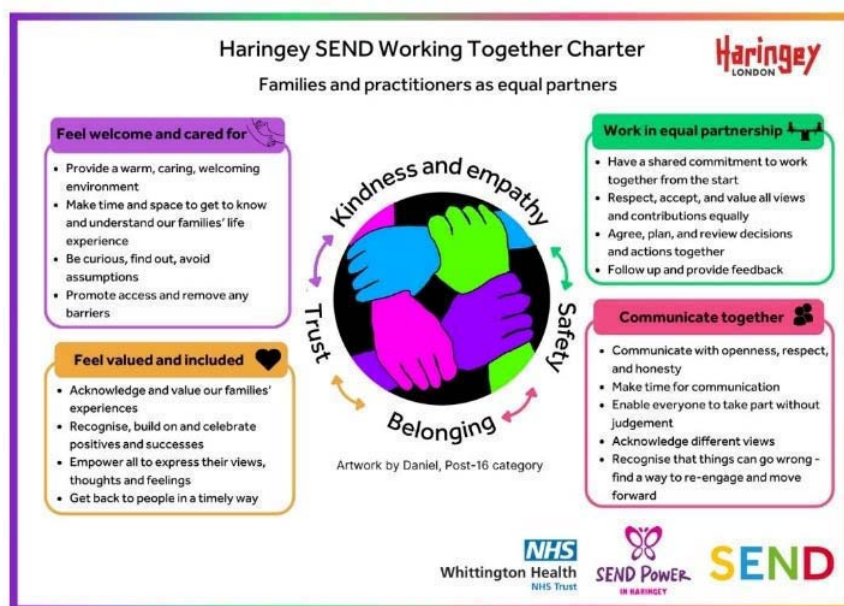 Haringey SEND Working Together Charter
Families and practitioners as equal partners
Haringey
LONDON
Feel welcome and cared for
• Provide a warm, caring, welcoming
environment
• Make time and space to get to know
and understand our families' life
experience
• Be curious, find out, avoid
assumptions
• Promote access and remove any
barriers
Feel valued and included
• Acknowledge and value our families'
experiences
• Recognise, build on and celebrate
positives and successes
• Empower all to express their views,
thoughts and feelings
• Get back to people in a timely way
Kindness and empathy
Trust
Safety
Belonging
Artwork by Daniel, Post-16 category
Work in equal partnership
• Have a shared commitment to work
together from the start
• Respect, accept, and value all views
and contributions equally
• Agree, plan, and review decisions
and actions together
• Follow up and provide feedback
Communicate together
• Communicate with openness, respect,
and honesty
• Make time for communication
• Enable everyone to take part without
judgement
• Acknowledge different views
• Recognise that things can go wrong -
find a way to re-engage and move
forward
NHS
Whittington Health
NHS Trust
SEND POWER
IN HARINGEY
SEND